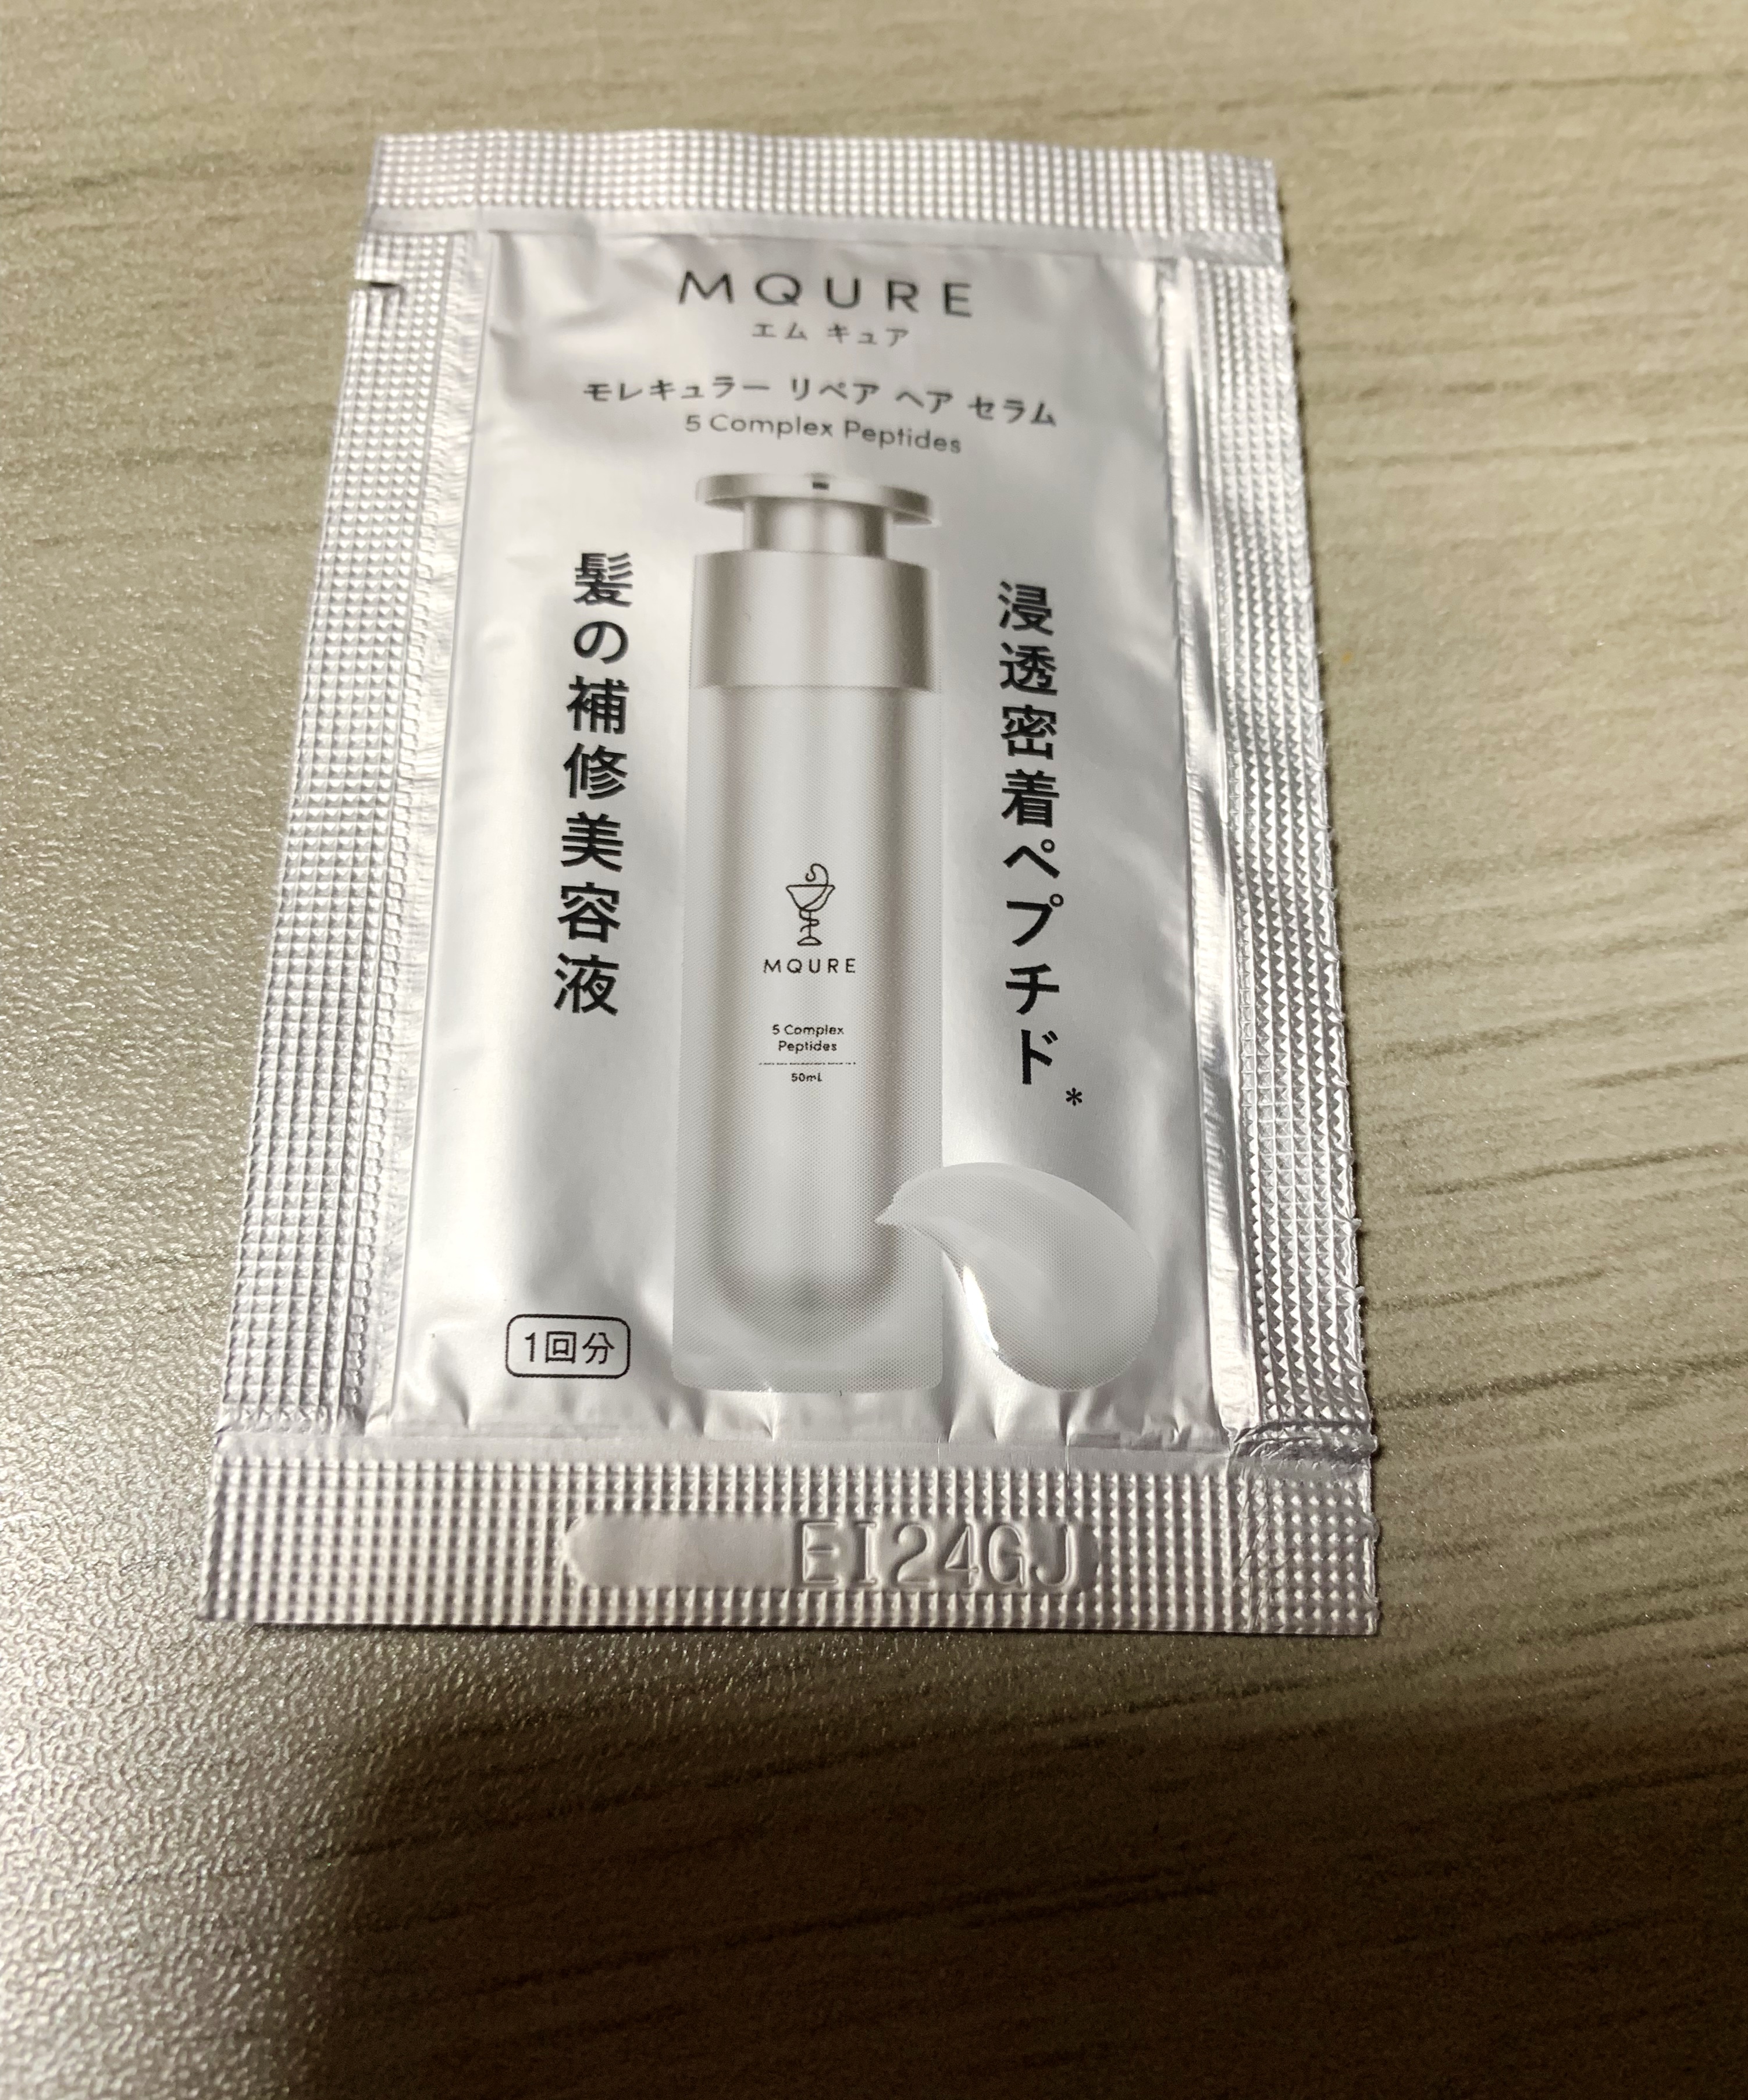 MQURE
エム キュア
モレキュラー リペア ヘア セラム
5 Complex Peptides
浸透密着ペプチド*
髪の補修美容液
MQURE
5 Complex
Peptides
50mL
1回分
EI24GJ